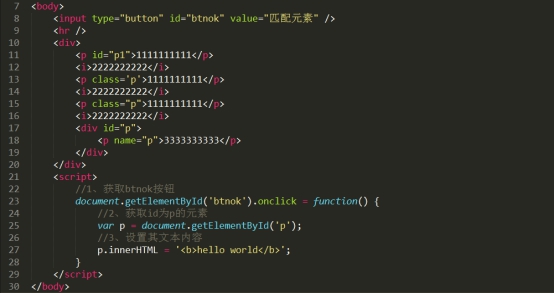 7 <body>
8 <input type="button" id="btnok" value="匹配元素" />
9 <hr />
10 <div>
11 <p id="p1">1111111111</p>
12 <i>2222222222</i>
13 <p class='p'>1111111111</p>
14 <i>2222222222</i>
15 <p class="p">1111111111</p>
16 <i>2222222222</i>
17 <div id="p">
18 <p name="p">3333333333</p>
19 </div>
20 </div>
21 <script>
22 //1、获取btnok按钮
23 document.getElementById('btnok').onclick = function() {
24 //2、获取id为p的元素
25 var p = document.getElementById('p');
26 //3、设置其文本内容
27 p.innerHTML = '<b>hello world</b>';
28 }
29 </script>
30 </body>